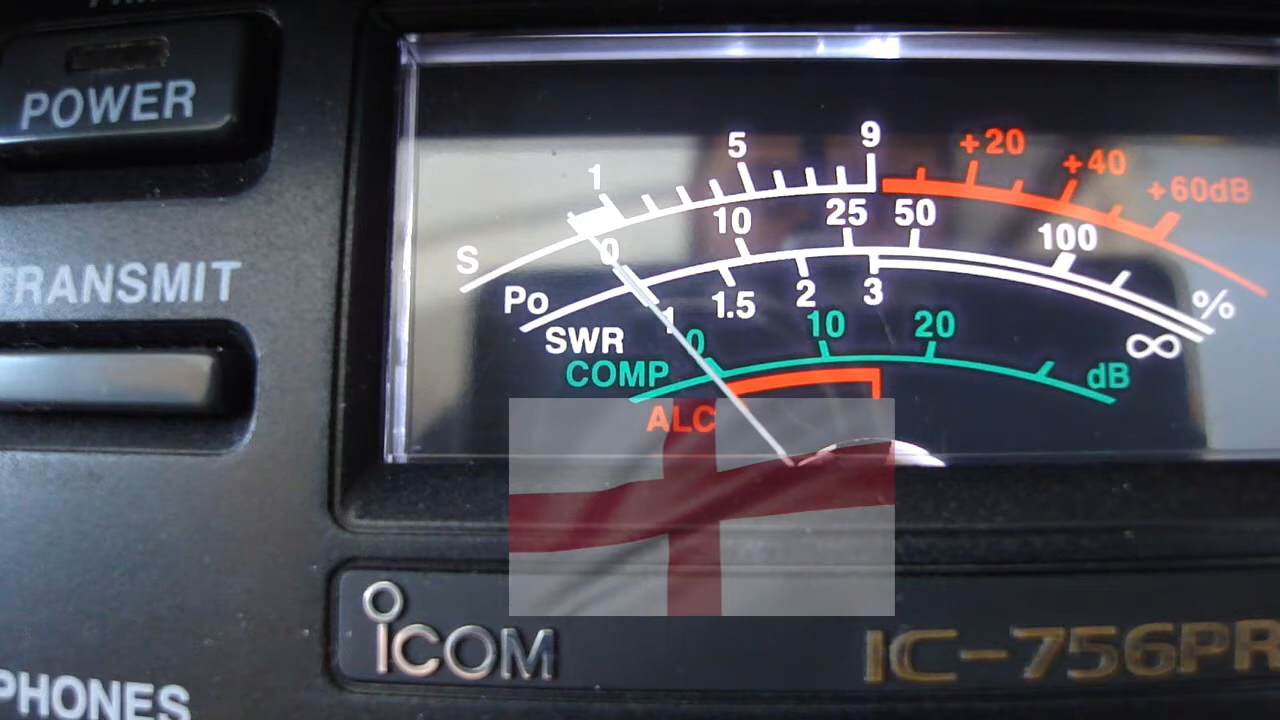 POWER
TRANSMIT
PHONES
1 5 9 +20 +40 +60dB
S
0 10 25 50 100 %
Po
SWR 1 1.5 2 3 ∞
COMP 0 10 20 dB
ALC
ICOM
IC-756PR